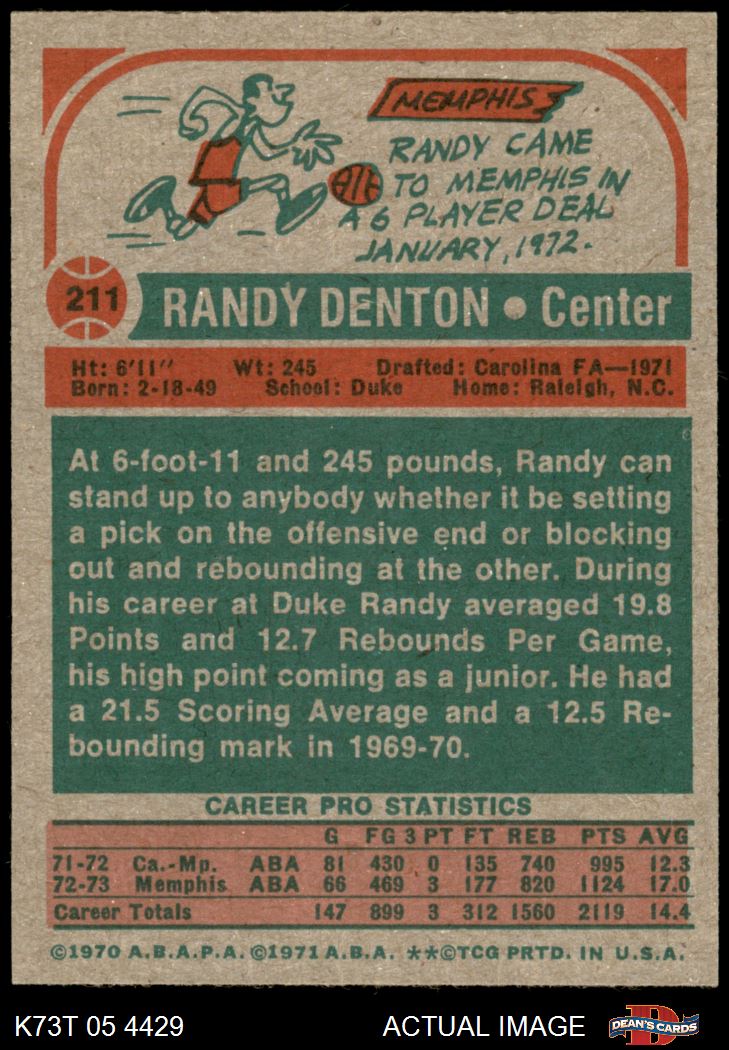 MEMPHIS
RANDY CAME
TO MEMPHIS IN
A 6 PLAYER DEAL
JANUARY, 1972.
211
RANDY DENTON • Center
Ht: 6'11" Wt: 245 Drafted: Carolina FA—1971
Born: 2-18-49 School: Duke Home: Raleigh, N.C.
At 6-foot-11 and 245 pounds, Randy can
stand up to anybody whether it be setting
a pick on the offensive end or blocking
out and rebounding at the other. During
his career at Duke Randy averaged 19.8
Points and 12.7 Rebounds Per Game,
his high point coming as a junior. He had
a 21.5 Scoring Average and a 12.5 Re-
bounding mark in 1969-70.
CAREER PRO STATISTICS
G FG 3 PT FT REB PTS AVG
71-72 Ca.-Mp. ABA 81 430 0 135 740 995 12.3
72-73 Memphis ABA 66 469 3 177 820 1124 17.0
Career Totals 147 899 3 312 1560 2119 14.4
©1970 A.B.A.P.A. ©1971 A.B.A. **©TCG PRTD. IN U.S.A.
K73T 05 4429 ACTUAL IMAGE D DEAN'S CARDS